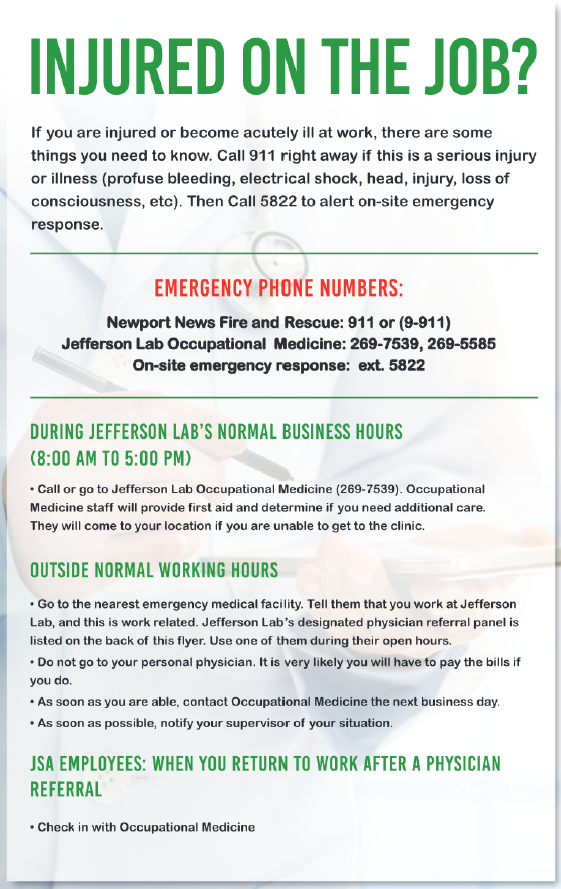 INJURED ON THE JOB?
If you are injured or become acutely ill at work, there are some
things you need to know. Call 911 right away if this is a serious injury
or illness (profuse bleeding, electrical shock, head, injury, loss of
consciousness, etc). Then Call 5822 to alert on-site emergency
response.
EMERGENCY PHONE NUMBERS:
Newport News Fire and Rescue: 911 or (9-911)
Jefferson Lab Occupational Medicine: 269-7539, 269-5585
On-site emergency response: ext. 5822
DURING JEFFERSON LAB'S NORMAL BUSINESS HOURS
(8:00 AM TO 5:00 PM)
• Call or go to Jefferson Lab Occupational Medicine (269-7539). Occupational
Medicine staff will provide first aid and determine if you need additional care.
They will come to your location if you are unable to get to the clinic.
OUTSIDE NORMAL WORKING HOURS
• Go to the nearest emergency medical facility. Tell them that you work at Jefferson
Lab, and this is work related. Jefferson Lab's designated physician referral panel is
listed on the back of this flyer. Use one of them during their open hours.
• Do not go to your personal physician. It is very likely you will have to pay the bills if
you do.
• As soon as you are able, contact Occupational Medicine the next business day.
• As soon as possible, notify your supervisor of your situation.
JSA EMPLOYEES: WHEN YOU RETURN TO WORK AFTER A PHYSICIAN
REFERRAL
• Check in with Occupational Medicine